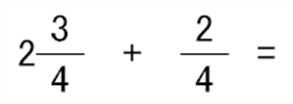 2 3/4 + 2/4 =